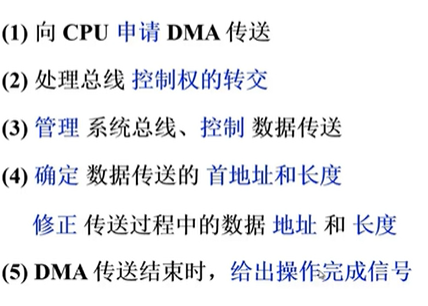 (1) 向 CPU 申请 DMA 传送
(2) 处理总线 控制权的转交
(3) 管理 系统总线、控制 数据传送
(4) 确定 数据传送的 首地址和长度
修正 传送过程中的数据 地址 和 长度
(5) DMA 传送结束时，给出操作完成信号